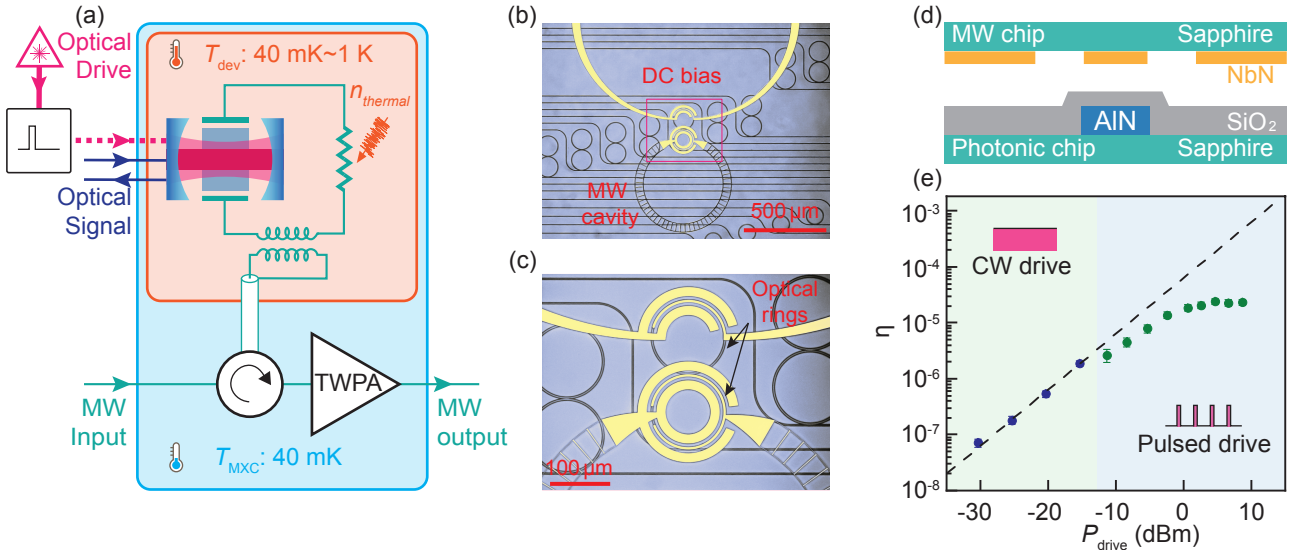 (a)
Optical
Drive
T_dev: 40 mK~1 K
n_thermal
Optical
Signal
TWPA
MW
Input
MW
output
T_MXC: 40 mK
(b)
DC bias
MW
cavity
500 μm
(c)
Optical
rings
100 μm
(d)
MW chip Sapphire
NbN
AlN
SiO₂
Photonic chip Sapphire
(e)
10⁻³
10⁻⁴
10⁻⁵
10⁻⁶
10⁻⁷
10⁻⁸
η
CW drive
Pulsed drive
-30 -20 -10 0 10
P_drive (dBm)